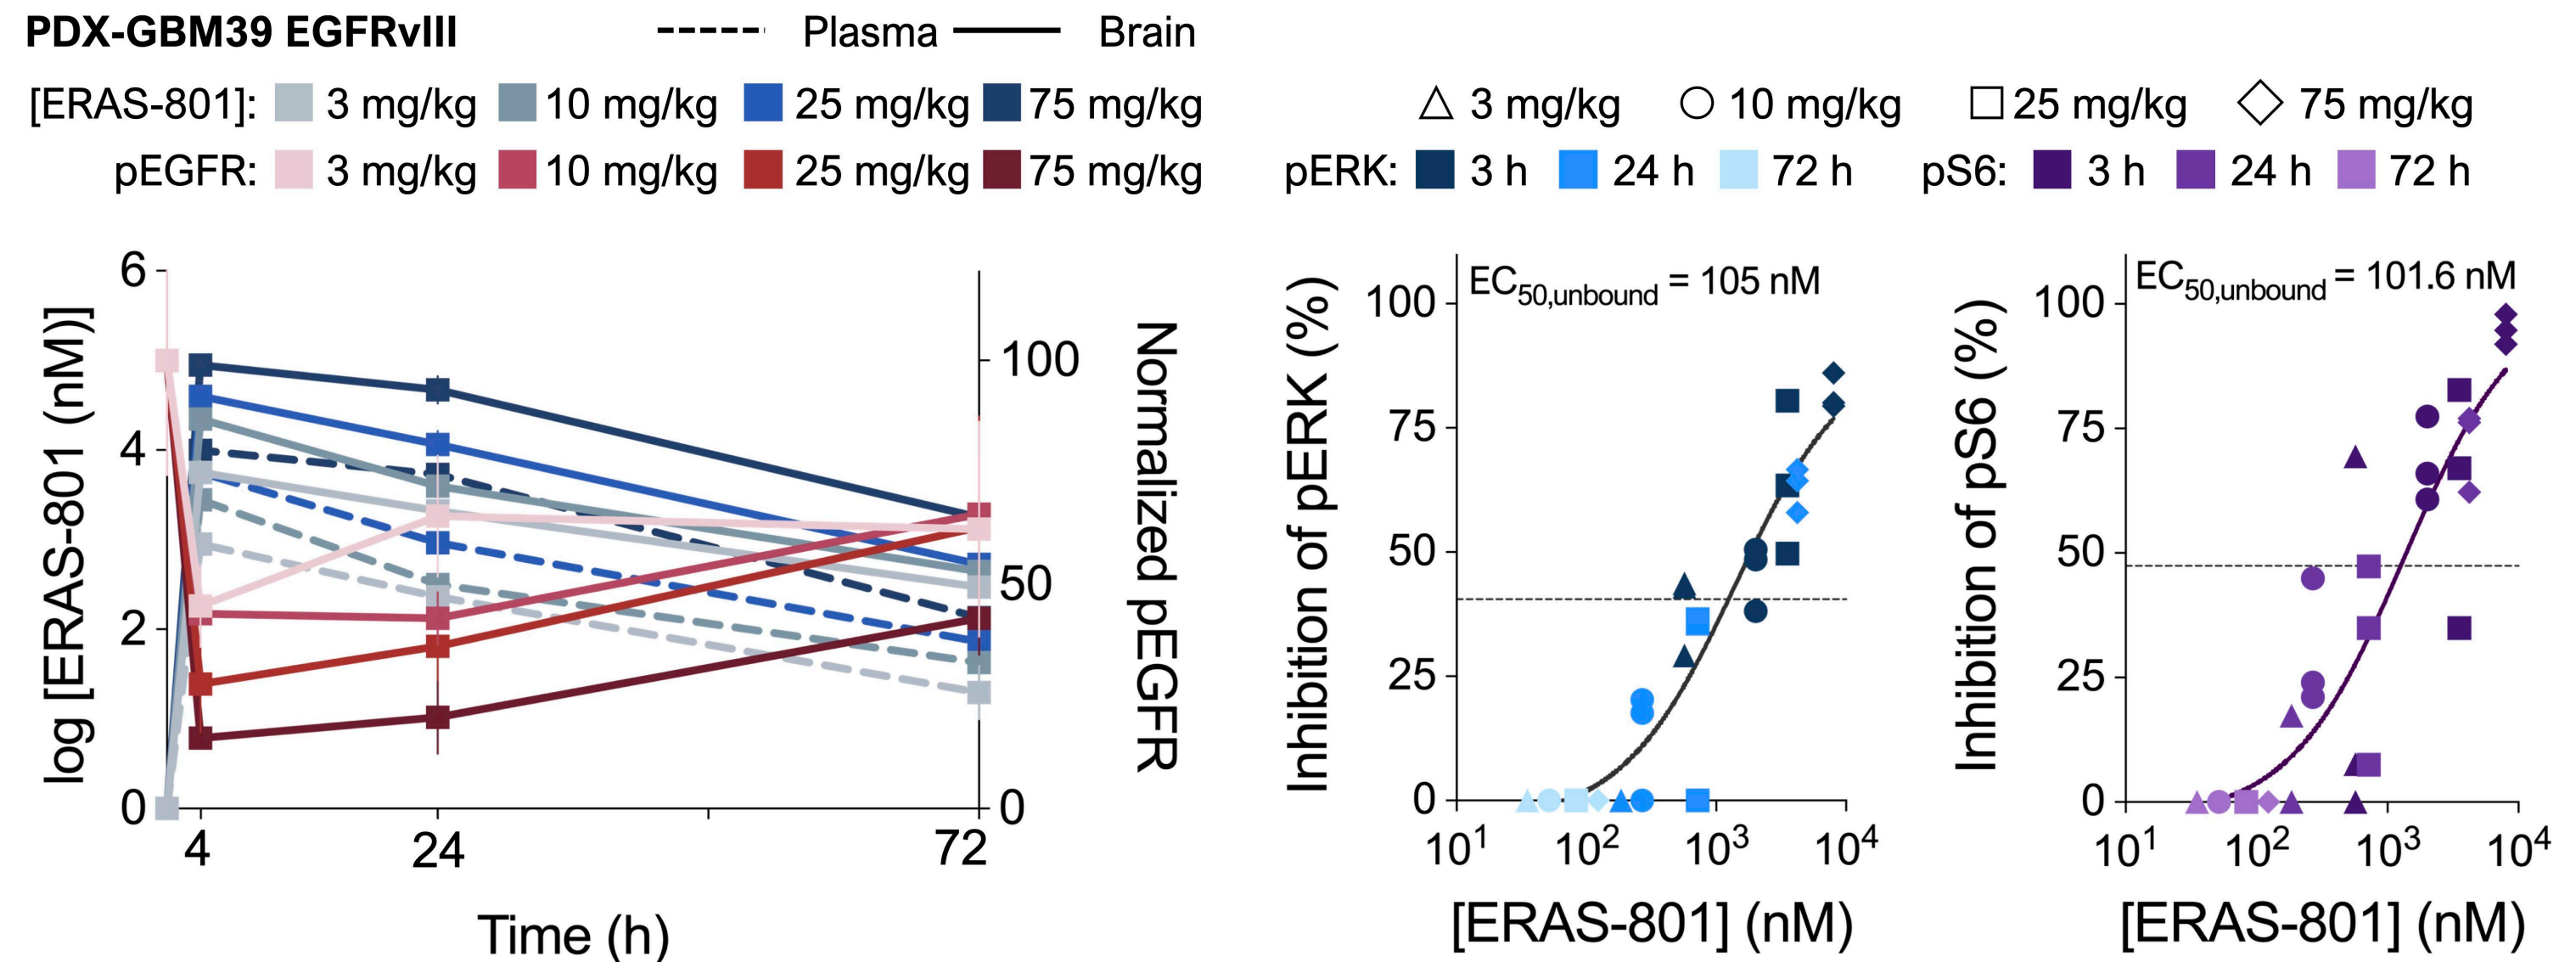 PDX-GBM39 EGFRvIII
Plasma
Brain
[ERAS-801]: 3 mg/kg 10 mg/kg 25 mg/kg 75 mg/kg
pEGFR: 3 mg/kg 10 mg/kg 25 mg/kg 75 mg/kg
6
4
2
0
log [ERAS-801 (nM)]
100
50
0
Normalized pEGFR
4 24 72
Time (h)
3 mg/kg 10 mg/kg 25 mg/kg 75 mg/kg
pERK: 3 h 24 h 72 h
pS6: 3 h 24 h 72 h
EC50,unbound = 105 nM
Inhibition of pERK (%)
100
75
50
25
0
10¹ 10² 10³ 10⁴
[ERAS-801] (nM)
EC50,unbound = 101.6 nM
Inhibition of pS6 (%)
100
75
50
25
0
10¹ 10² 10³ 10⁴
[ERAS-801] (nM)